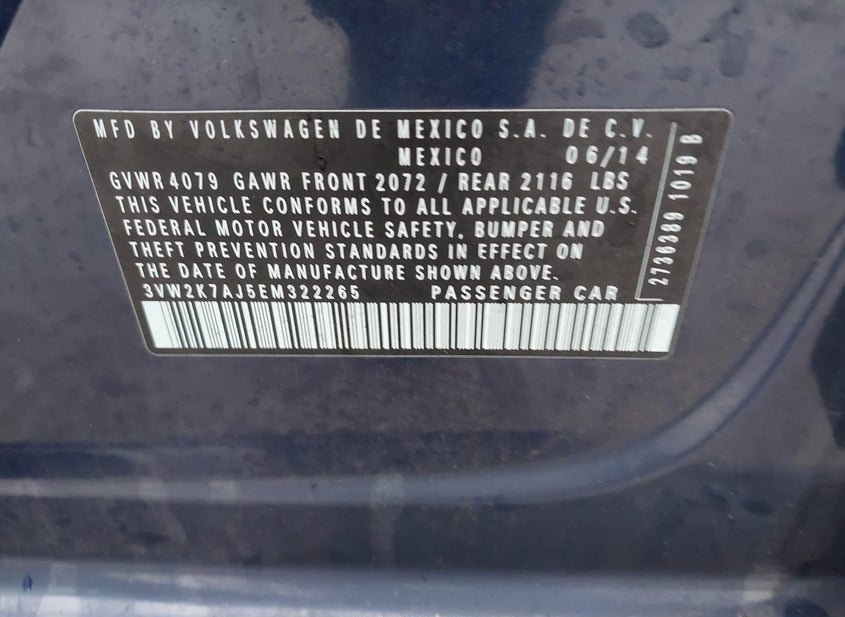 MFD BY VOLKSWAGEN DE MEXICO S.A. DE C.V.
MEXICO 06/14
GVWR 4079 GAWR FRONT 2072 / REAR 2116 LBS
THIS VEHICLE CONFORMS TO ALL APPLICABLE U.S.
FEDERAL MOTOR VEHICLE SAFETY, BUMPER AND
THEFT PREVENTION STANDARDS IN EFFECT ON
THE DATE OF MANUFACTURE SHOWN ABOVE.
3VW2K7AJ5EM322265 PASSENGER CAR
2736389 1019 B